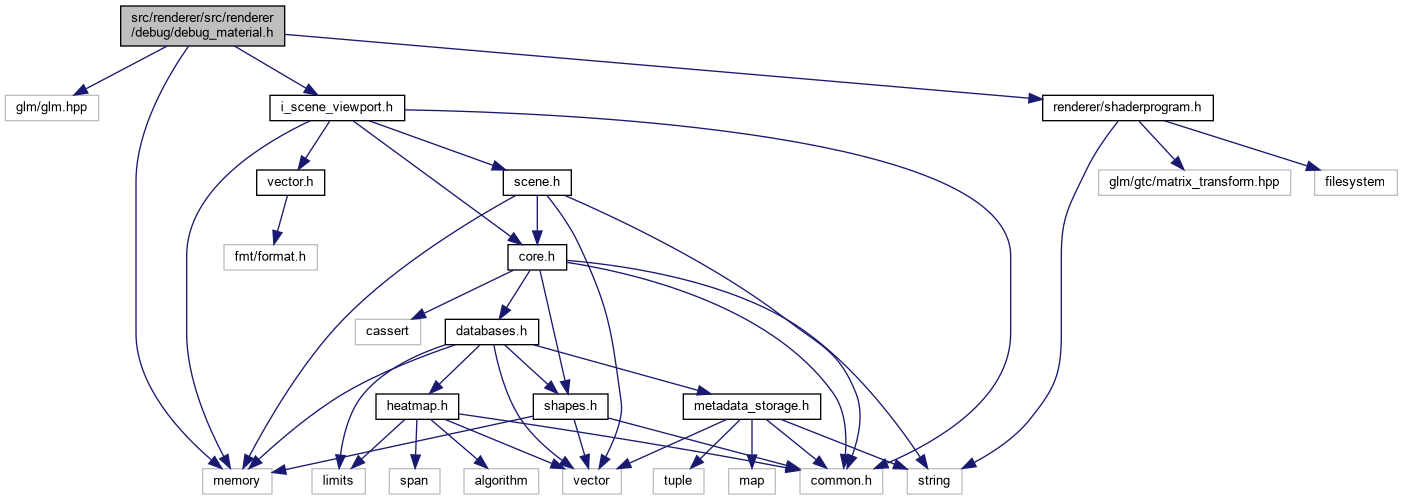 src/renderer/src/renderer
/debug/debug_material.h
glm/glm.hpp
i_scene_viewport.h
renderer/shaderprogram.h
vector.h
scene.h
glm/gtc/matrix_transform.hpp
filesystem
fmt/format.h
core.h
cassert
databases.h
heatmap.h
shapes.h
metadata_storage.h
memory
limits
span
algorithm
vector
tuple
map
common.h
string